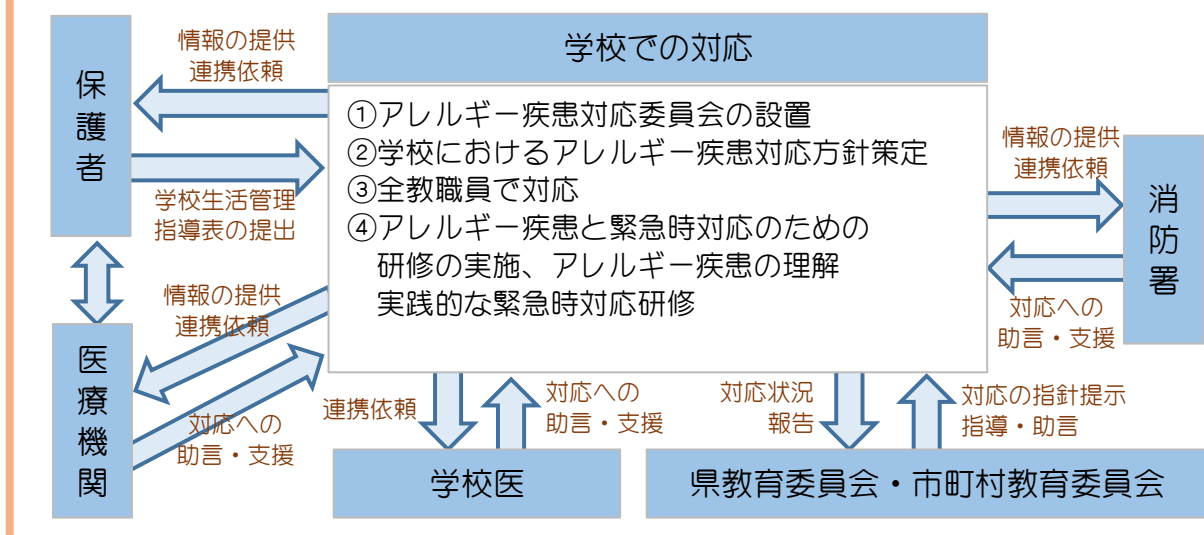 学校での対応
情報の提供
連携依頼
保護者
①アレルギー疾患対応委員会の設置
②学校におけるアレルギー疾患対応方針策定
③全教職員で対応
④アレルギー疾患と緊急時対応のための
研修の実施、アレルギー疾患の理解
実践的な緊急時対応研修
学校生活管理
指導表の提出
情報の提供
連携依頼
消防署
対応への
助言・支援
情報の提供
連携依頼
医療機関
対応への
助言・支援
連携依頼
対応への
助言・支援
対応状況
報告
対応の指針提示
指導・助言
学校医
県教育委員会・市町村教育委員会